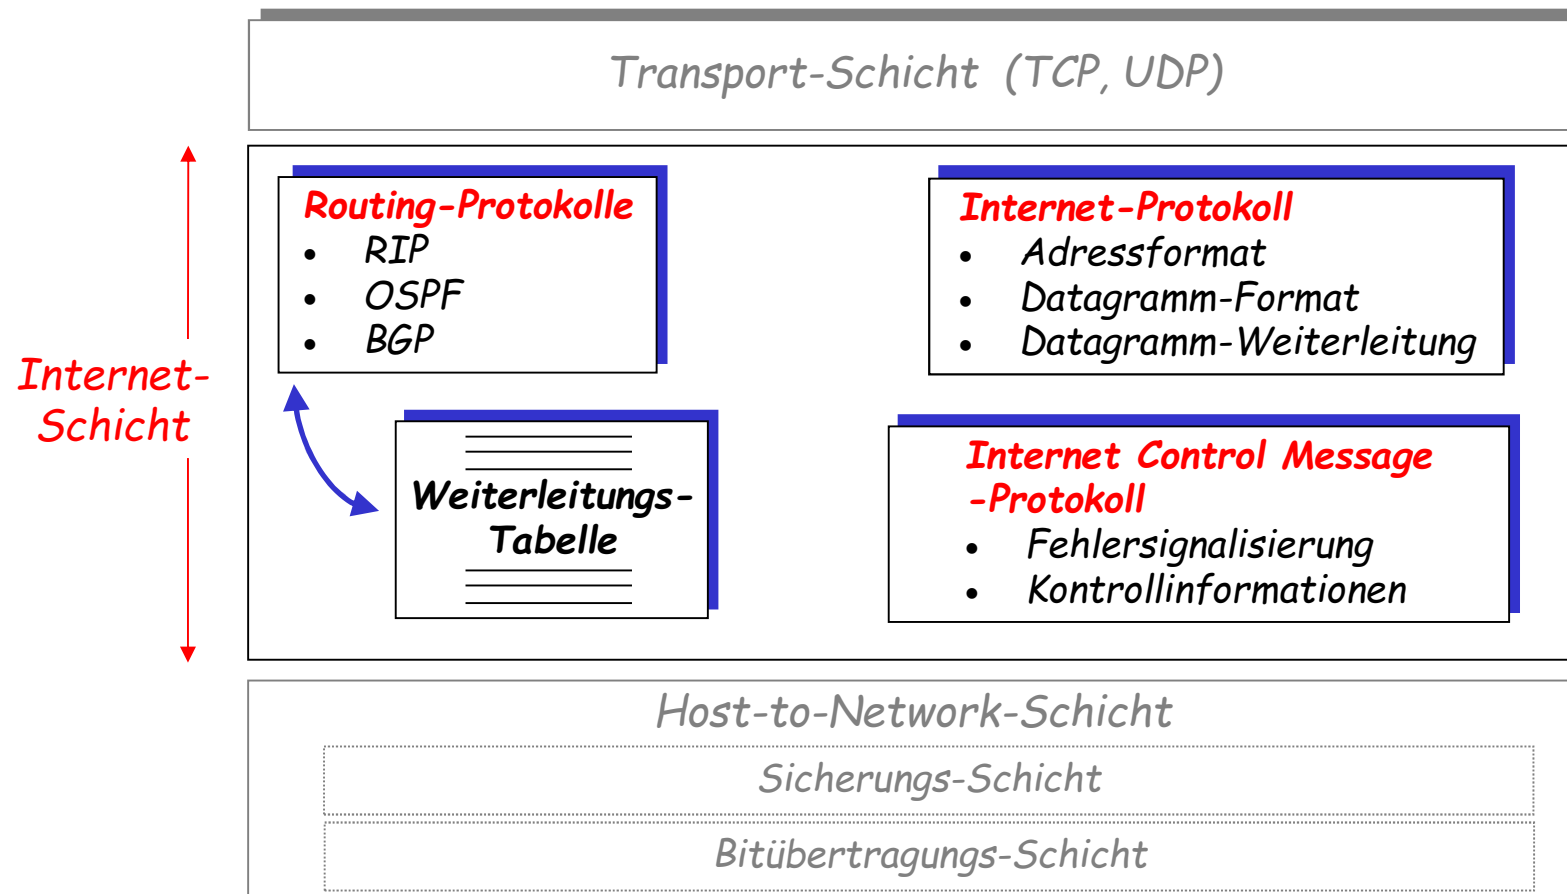 Transport-Schicht (TCP, UDP)
Internet-
Schicht
Routing-Protokolle
• RIP
• OSPF
• BGP
Internet-Protokoll
• Adressformat
• Datagramm-Format
• Datagramm-Weiterleitung
Weiterleitungs-
Tabelle
Internet Control Message
-Protokoll
• Fehlersignalisierung
• Kontrollinformationen
Host-to-Network-Schicht
Sicherungs-Schicht
Bitübertragungs-Schicht